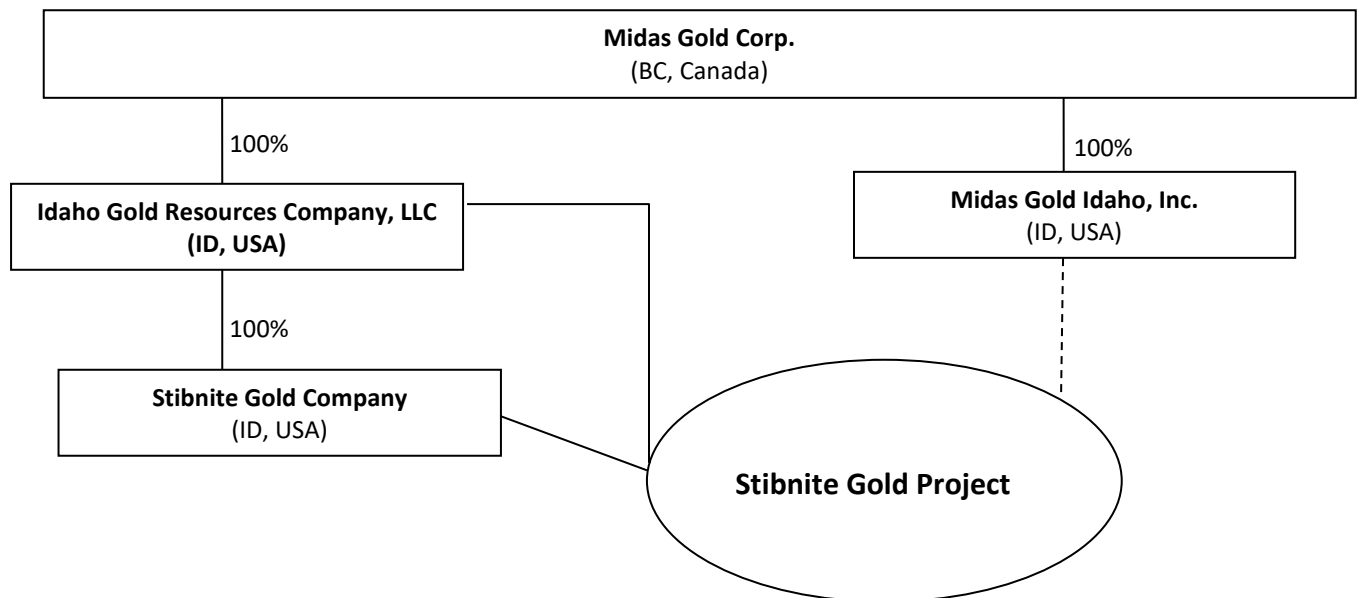 Midas Gold Corp.
(BC, Canada)
100%
100%
Idaho Gold Resources Company, LLC
(ID, USA)
Midas Gold Idaho, Inc.
(ID, USA)
100%
Stibnite Gold Company
(ID, USA)
Stibnite Gold Project